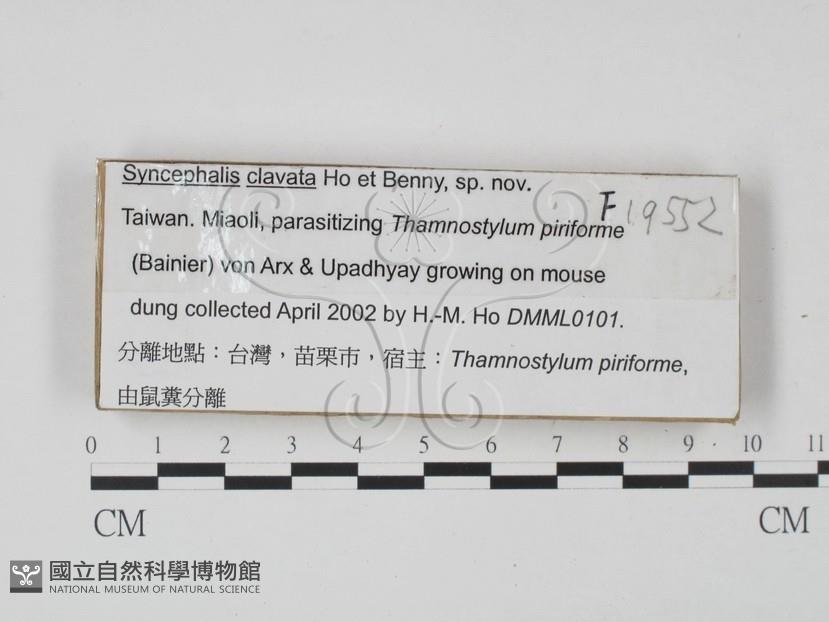 Syncephalis clavata Ho et Benny, sp. nov.
F19552
Taiwan. Miaoli, parasitizing Thamnostylum piriforme
(Bainier) von Arx & Upadhyay growing on mouse
dung collected April 2002 by H.-M. Ho DMML0101.
分離地點：台灣，苗栗市，宿主：Thamnostylum piriforme,
由鼠糞分離
0 1 2 3 4 5 6 7 8 9 10 11
CM CM
國立自然科學博物館
NATIONAL MUSEUM OF NATURAL SCIENCE